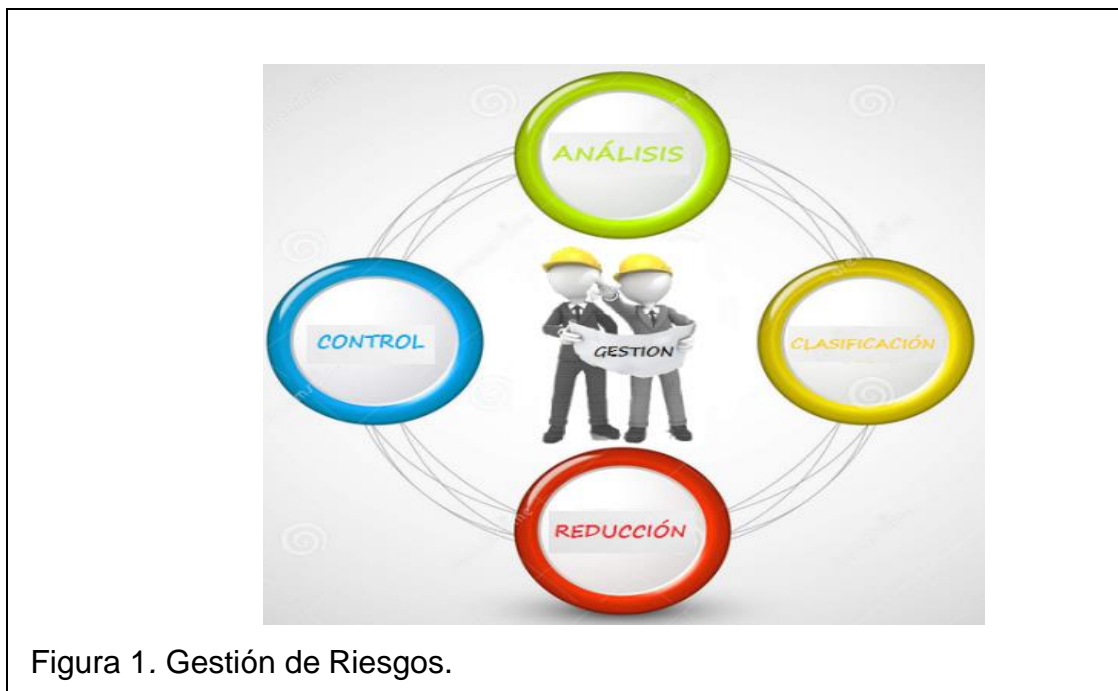 ANÁLISIS
CONTROL
GESTION
CLASIFICACIÓN
REDUCCIÓN
Figura 1. Gestión de Riesgos.